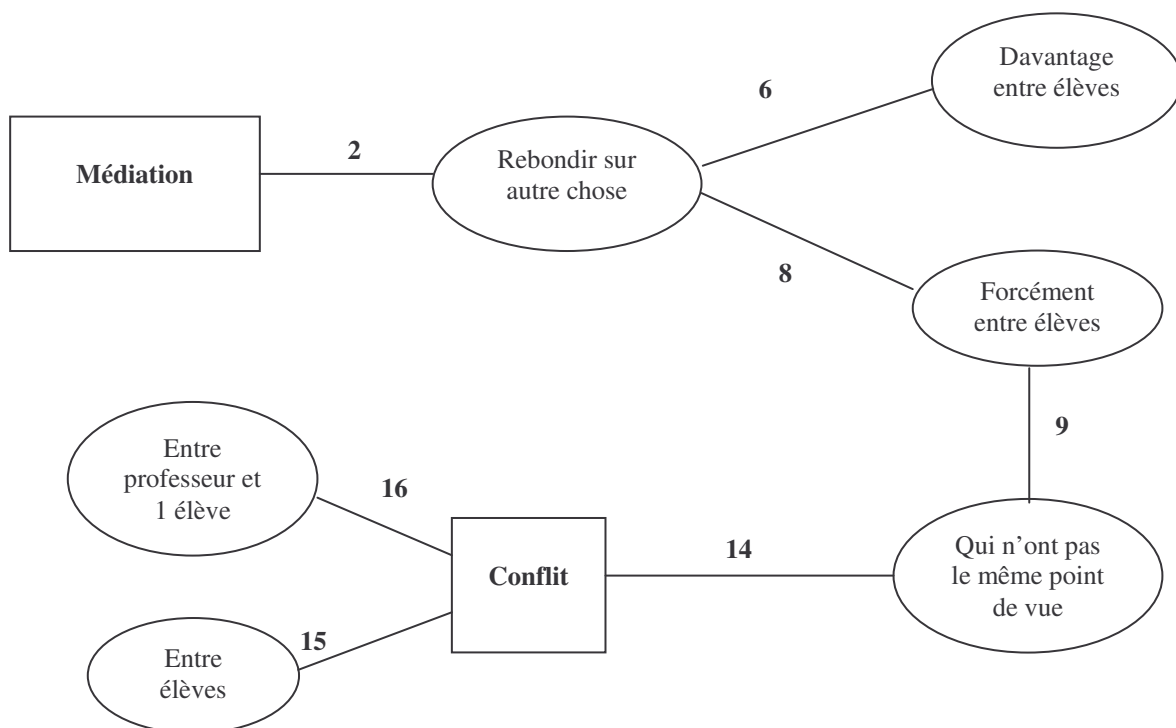 Davantage
entre élèves
6
2
Médiation
Rebondir sur
autre chose
8
Forcément
entre élèves
9
Entre
professeur et
1 élève
16
14
Conflit
Qui n'ont pas
le même point
de vue
15
Entre
élèves